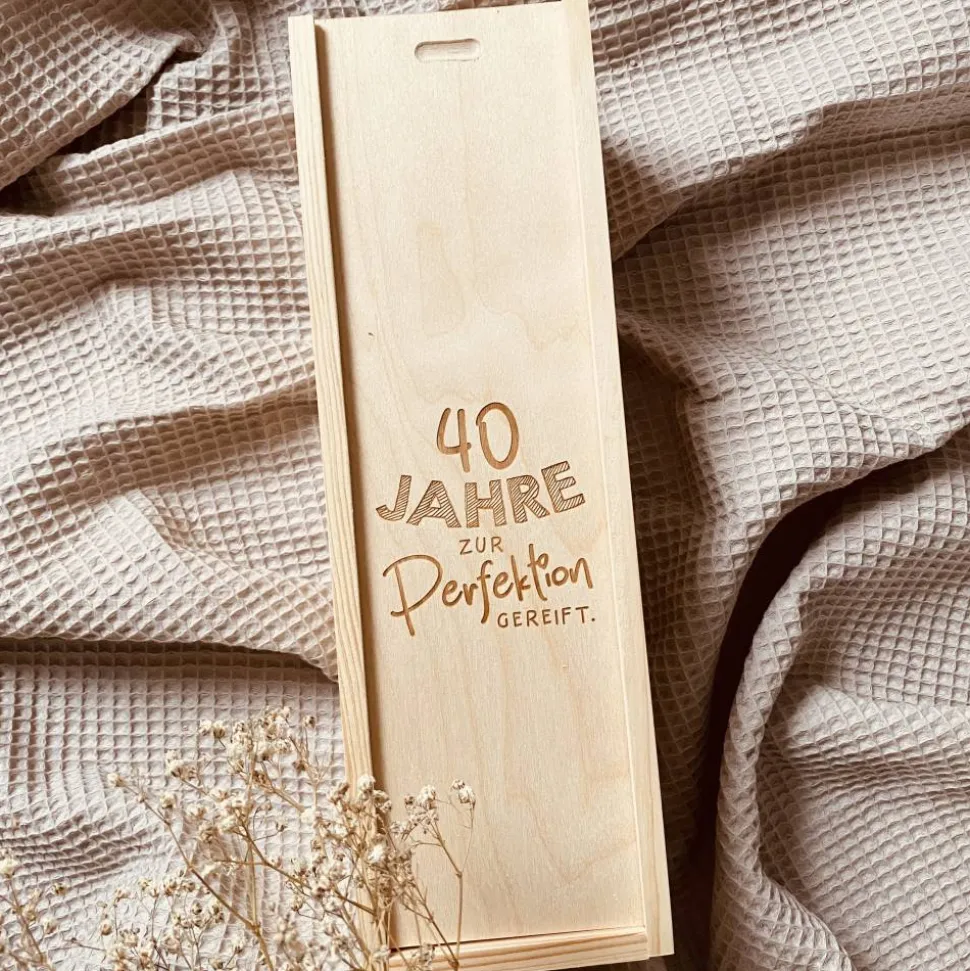 40
JAHRE
ZUR
Perfektion
GEREIFT.